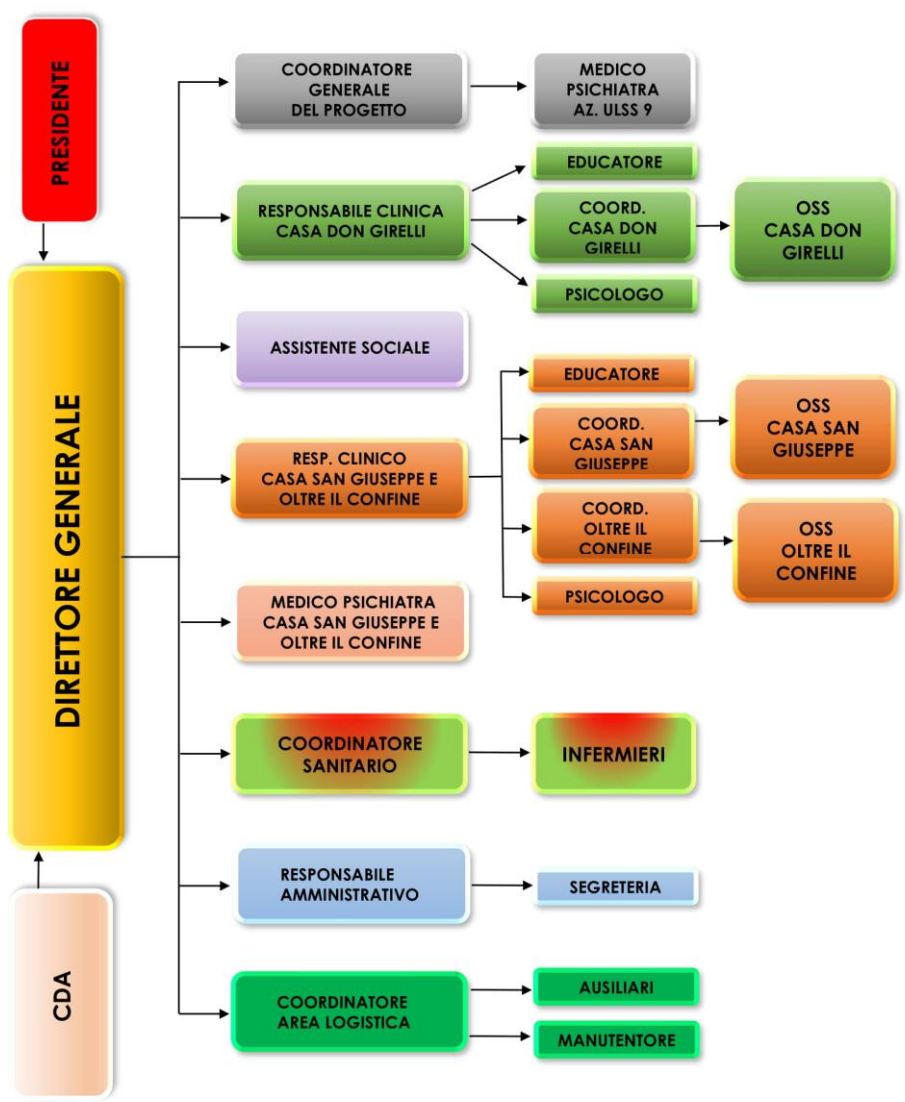 PRESIDENTE
DIRETTORE GENERALE
CDA
COORDINATORE
GENERALE
DEL PROGETTO
MEDICO
PSICHIATRA
AZ. ULSS 9
RESPONSABILE CLINICA
CASA DON GIRELLI
EDUCATORE
COORD.
CASA DON
GIRELLI
PSICOLOGO
OSS
CASA DON
GIRELLI
ASSISTENTE SOCIALE
RESP. CLINICO
CASA SAN GIUSEPPE E
OLTRE IL CONFINE
EDUCATORE
COORD.
CASA SAN
GIUSEPPE
OSS
CASA SAN
GIUSEPPE
COORD.
OLTRE IL
CONFINE
OSS
OLTRE IL
CONFINE
PSICOLOGO
MEDICO PSICHIATRA
CASA SAN GIUSEPPE E
OLTRE IL CONFINE
COORDINATORE
SANITARIO
INFERMIERI
RESPONSABILE
AMMINISTRATIVO
SEGRETERIA
COORDINATORE
AREA LOGISTICA
AUSILIARI
MANUTENTORE